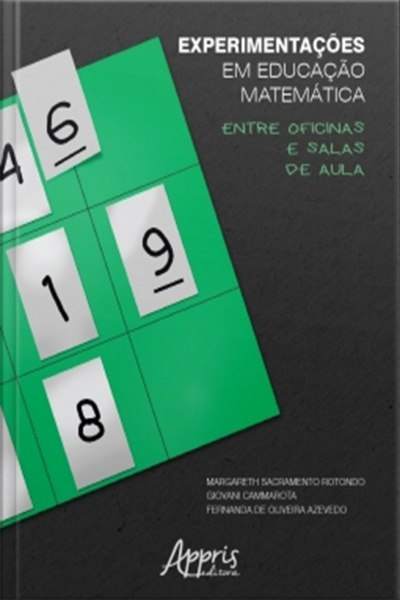 EXPERIMENTAÇÕES
EM EDUCAÇÃO
MATEMÁTICA
ENTRE OFICINAS
E SALAS
DE AULA
6
4
9
1
8
MARGARETH SACRAMENTO ROTONDO
GIOVANI CAMMAROTA
FERNANDA DE OLIVEIRA AZEVEDO
Appris
editora